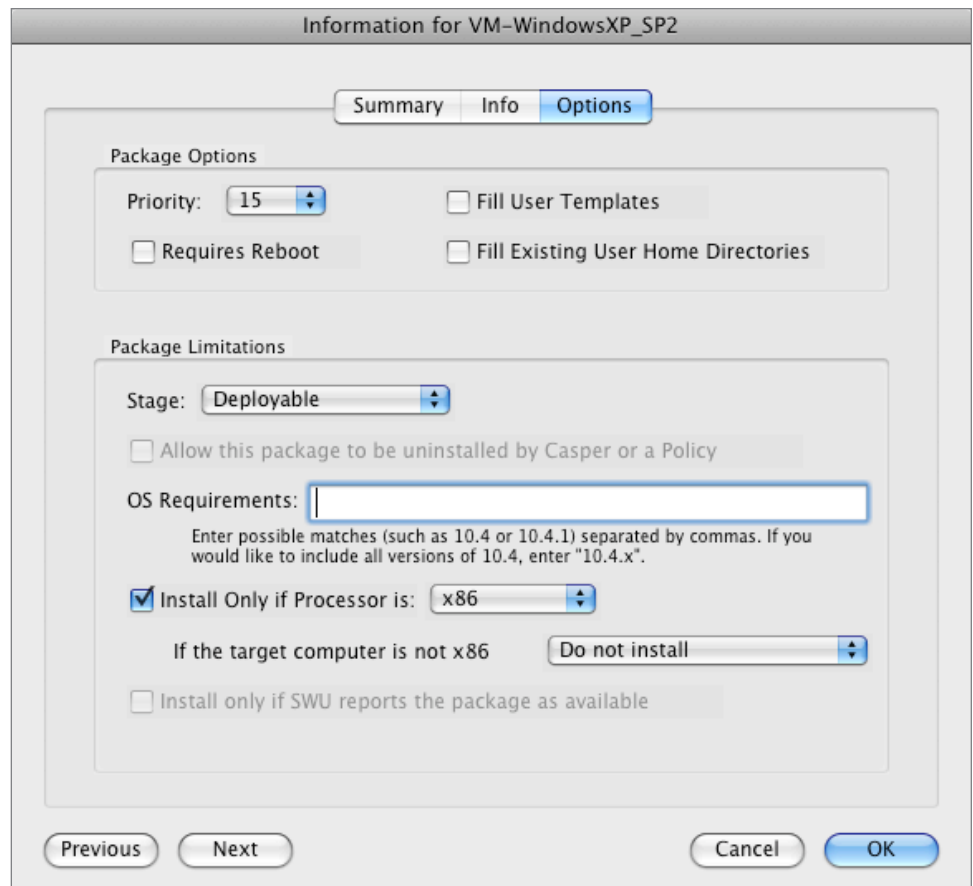 Information for VM-WindowsXP_SP2
Summary Info Options
Package Options
Priority: 15
Fill User Templates
Requires Reboot
Fill Existing User Home Directories
Package Limitations
Stage: Deployable
Allow this package to be uninstalled by Casper or a Policy
OS Requirements:
Enter possible matches (such as 10.4 or 10.4.1) separated by commas. If you
would like to include all versions of 10.4, enter "10.4.x".
Install Only if Processor is: x86
If the target computer is not x86 Do not install
Install only if SWU reports the package as available
Previous Next Cancel OK